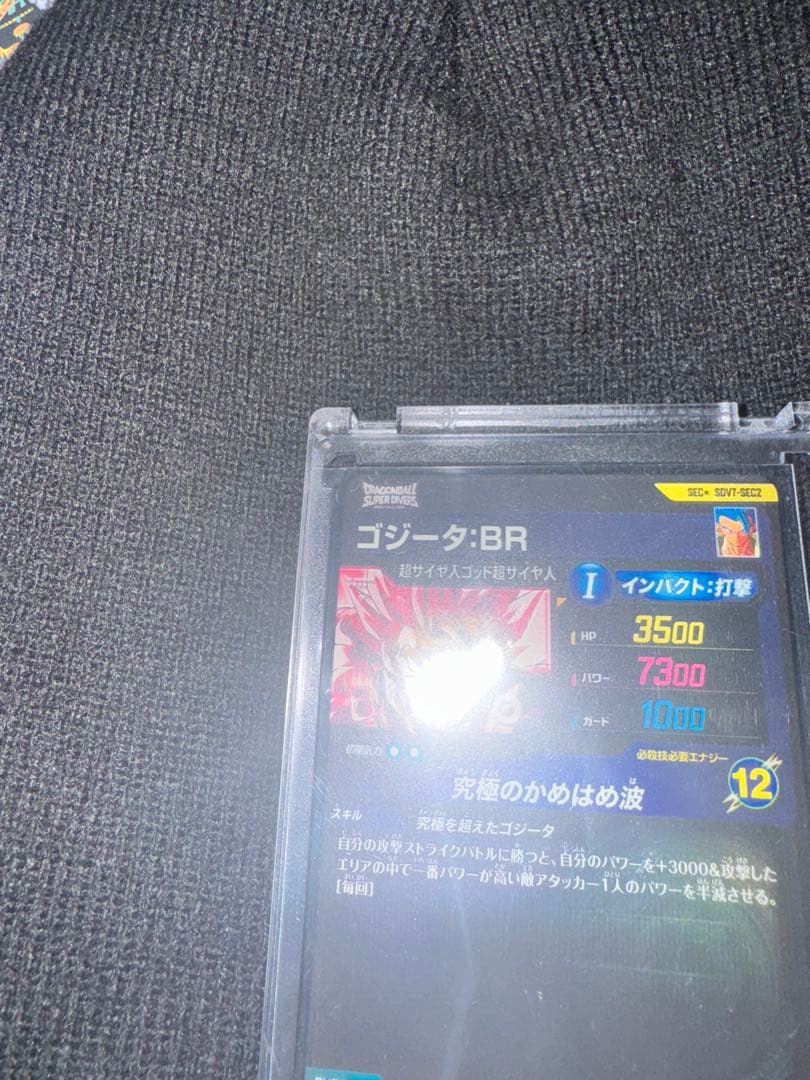 DRAGONBALL
SUPER DIVERS
SEC★ SDV7-SEC2
ゴジータ:BR
超サイヤ人ゴッド超サイヤ人
I インパクト:打撃
HP 3500
パワー 7300
ガード 1000
初期気力
必殺技必要エナジー
12
究極のかめはめ波
スキル
究極を超えたゴジータ
自分の攻撃ストライクバトルに勝つと、自分のパワーを+3000&攻撃した
エリアの中で一番パワーが高い敵アタッカー1人のパワーを半減させる。
[毎回]